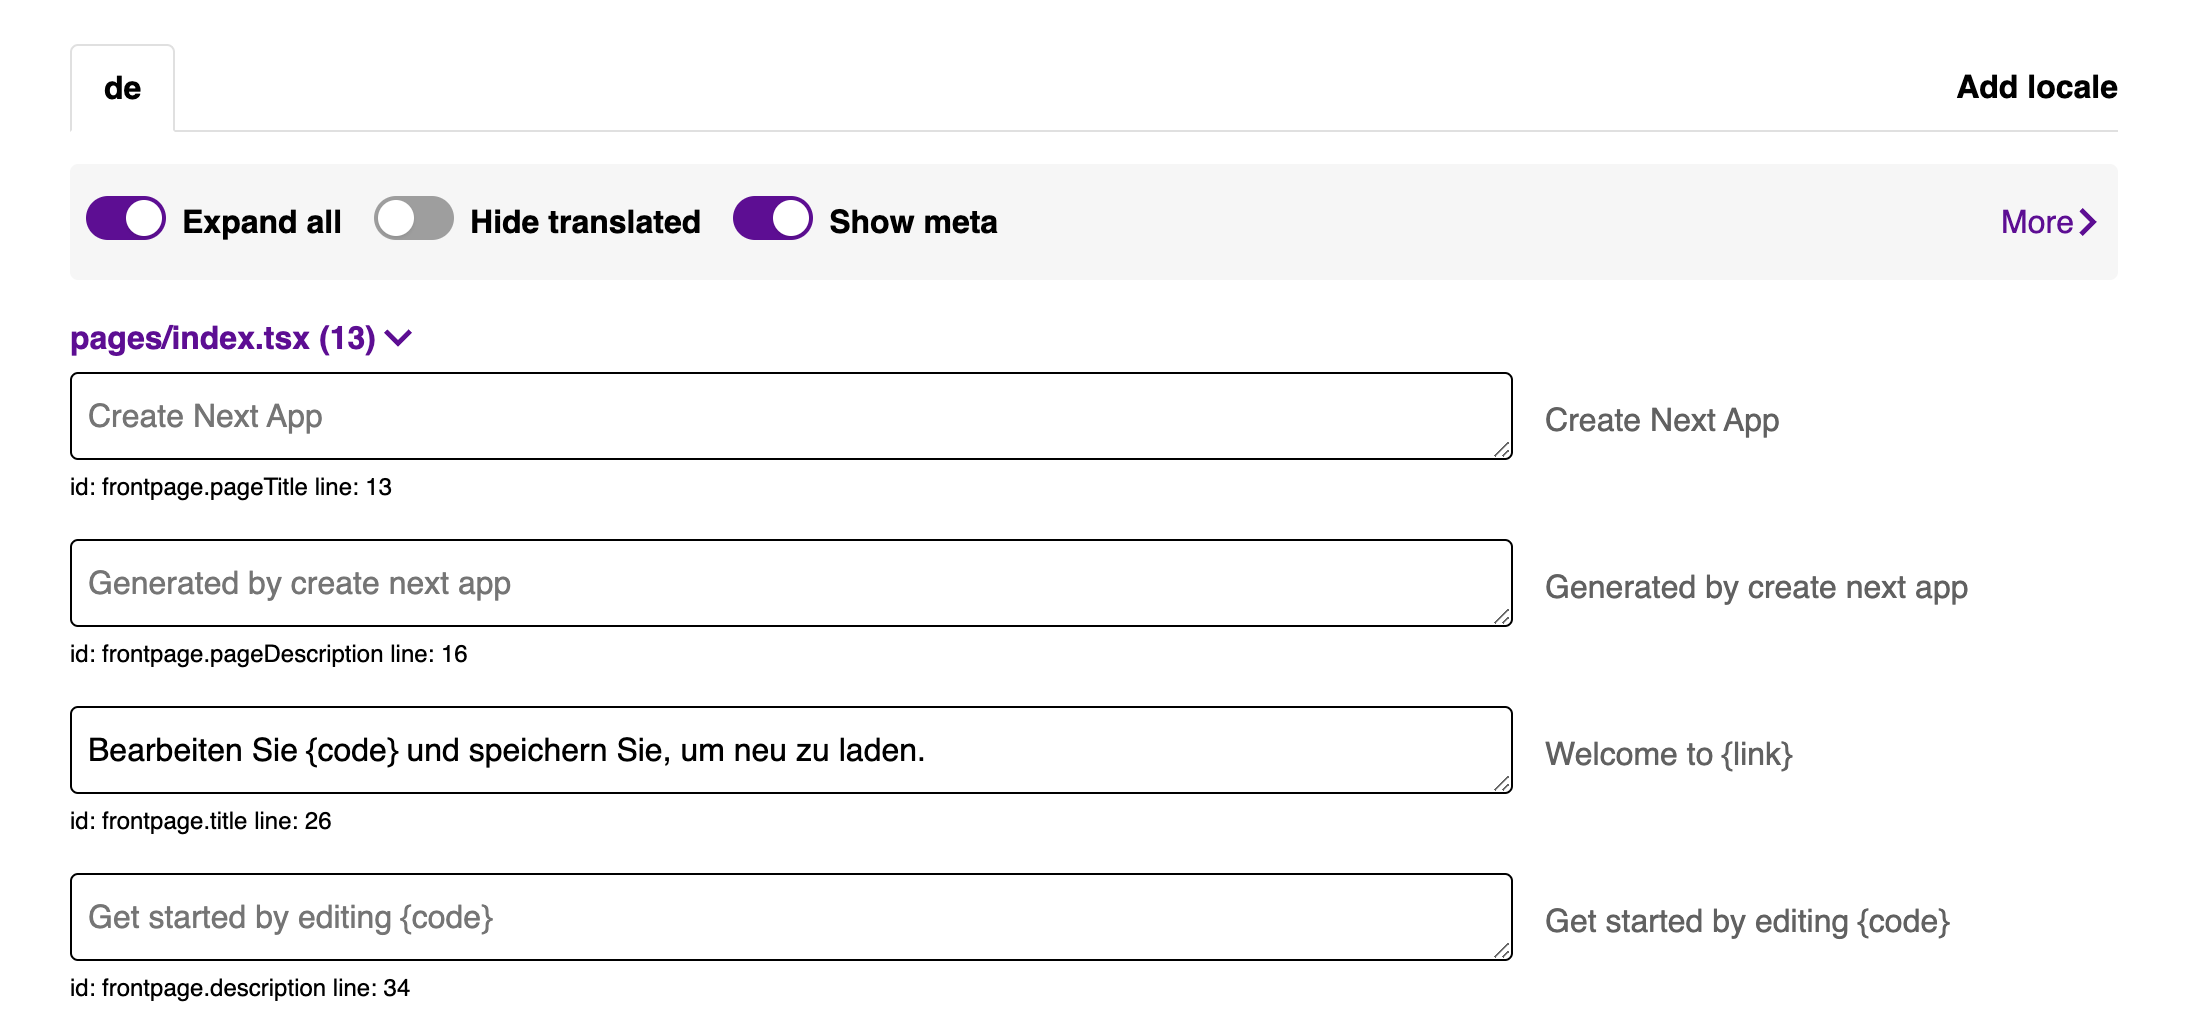 de
Add locale
Expand all Hide translated Show meta More
pages/index.tsx (13)
Create Next App
Create Next App
id: frontpage.pageTitle line: 13
Generated by create next app
Generated by create next app
id: frontpage.pageDescription line: 16
Bearbeiten Sie {code} und speichern Sie, um neu zu laden.
Welcome to {link}
id: frontpage.title line: 26
Get started by editing {code}
Get started by editing {code}
id: frontpage.description line: 34